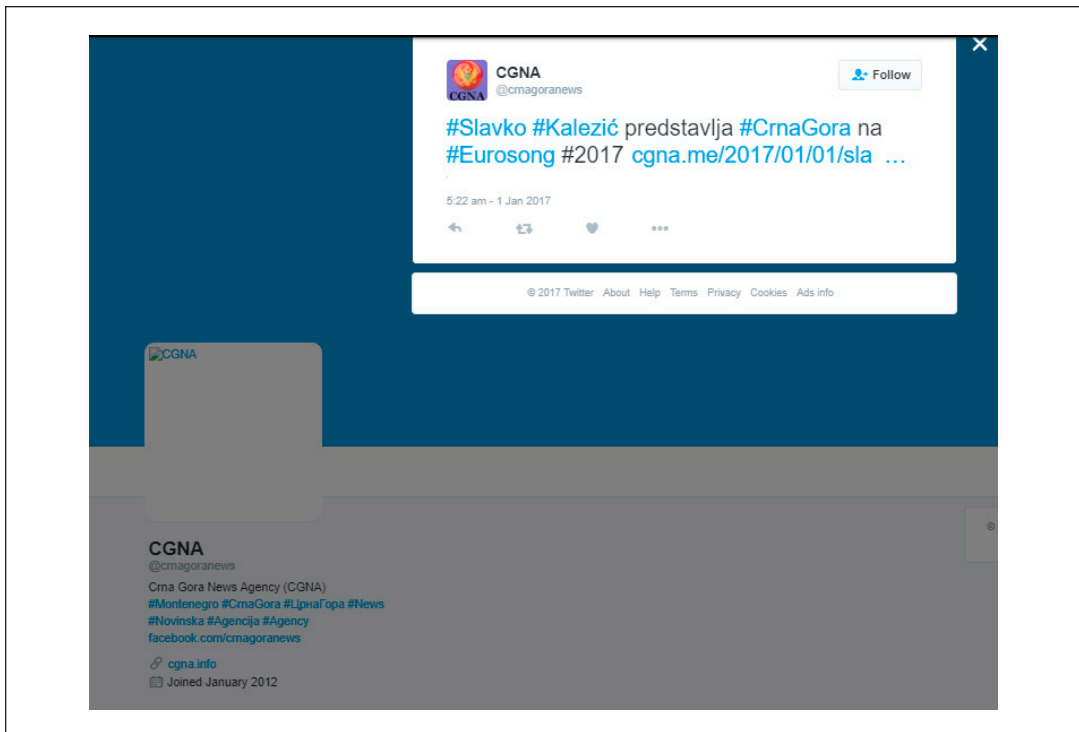 CGNA
CGNA
@crnagoranews
Follow
#Slavko #Kalezić predstavlja #CrnaGora na
#Eurosong #2017 cgna.me/2017/01/01/sla …
5:22 am - 1 Jan 2017
© 2017 Twitter About Help Terms Privacy Cookies Ads info
CGNA
CGNA
@crnagoranews
Crna Gora News Agency (CGNA)
#Montenegro #CrnaGora #ЦрнаГора #News
#Novinska #Agencija #Agency
facebook.com/crnagoranews
cgna.info
Joined January 2012
©